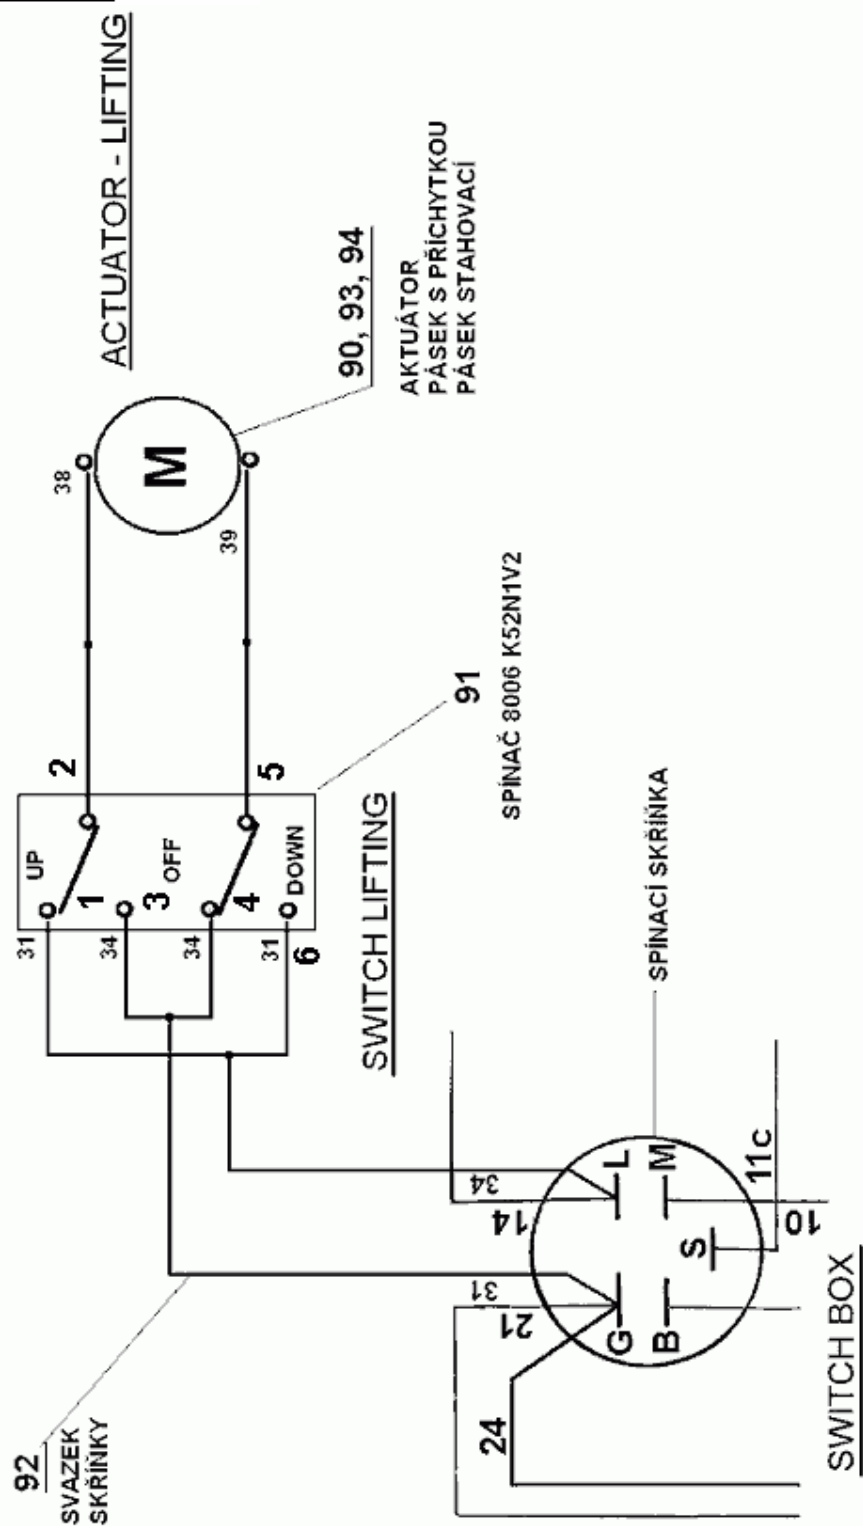 ACTUATOR - LIFTING
38
39
M
90, 93, 94
AKTUÁTOR
PÁSEK S PŘÍCHYTKOU
PÁSEK STAHOVACÍ
2
5
UP
1
3 OFF
4
DOWN
31
34
34
31
6
91
SPÍNAČ 8006 K52N1V2
SWITCH LIFTING
SPÍNACÍ SKŘÍŇKA
92
SVAZEK
SKŘÍŇKY
34
14
31
21
L
M
S
G
B
11c
10
24
SWITCH BOX